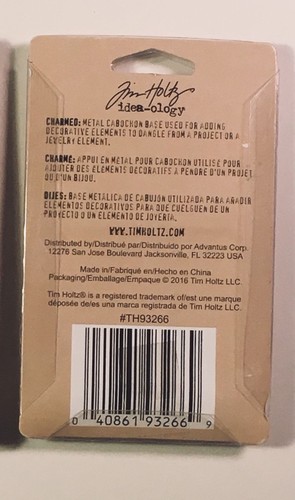 Tim Holtz
idea-ology
CHARMED: METAL CABOCHON BASE USED FOR ADDING
DECORATIVE ELEMENTS TO DANGLE FROM A PROJECT OR A
JEWELRY ELEMENT.
CHARMÉ: APPUI EN MÉTAL POUR CABOCHON UTILISÉ POUR
AJOUTER DES ÉLÉMENTS DÉCORATIFS A PENDRE D'UN PROJET
OU D'UN BIJOU.
DIJES: BASE METÁLICA DE CABUJÓN UTILIZADA PARA AÑADIR
ELEMENTOS DECORATIVOS PARA QUE CUELGUEN DE UN
PROYECTO O UN ELEMENTO DE JOYERÍA.
WWW.TIMHOLTZ.COM
Distributed by/Distribué par/Distribuido por Advantus Corp.
12276 San Jose Boulevard Jacksonville, FL 32223 USA
Made in/Fabriqué en/Hecho en China
Packaging/Emballage/Empaque © 2016 Tim Holtz LLC.
Tim Holtz® is a registered trademark of/est une marque
déposée de/es una marca registrada de Tim Holtz LLC.
#TH93266
0 40861 93266 9